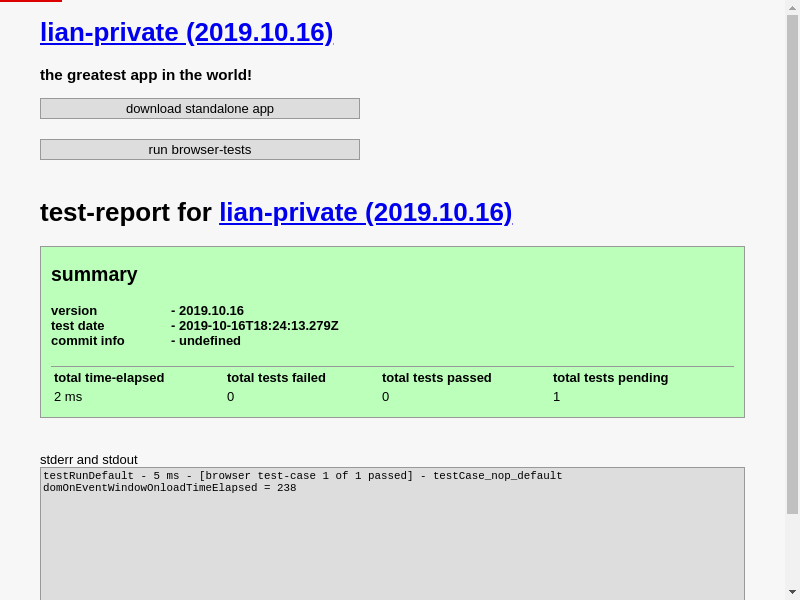 lian-private (2019.10.16)
the greatest app in the world!
download standalone app
run browser-tests
test-report for lian-private (2019.10.16)
summary
version - 2019.10.16
test date - 2019-10-16T18:24:13.279Z
commit info - undefined
total time-elapsed total tests failed total tests passed total tests pending
2 ms 0 0 1
stderr and stdout
testRunDefault - 5 ms - [browser test-case 1 of 1 passed] - testCase_nop_default
domOnEventWindowOnloadTimeElapsed = 238